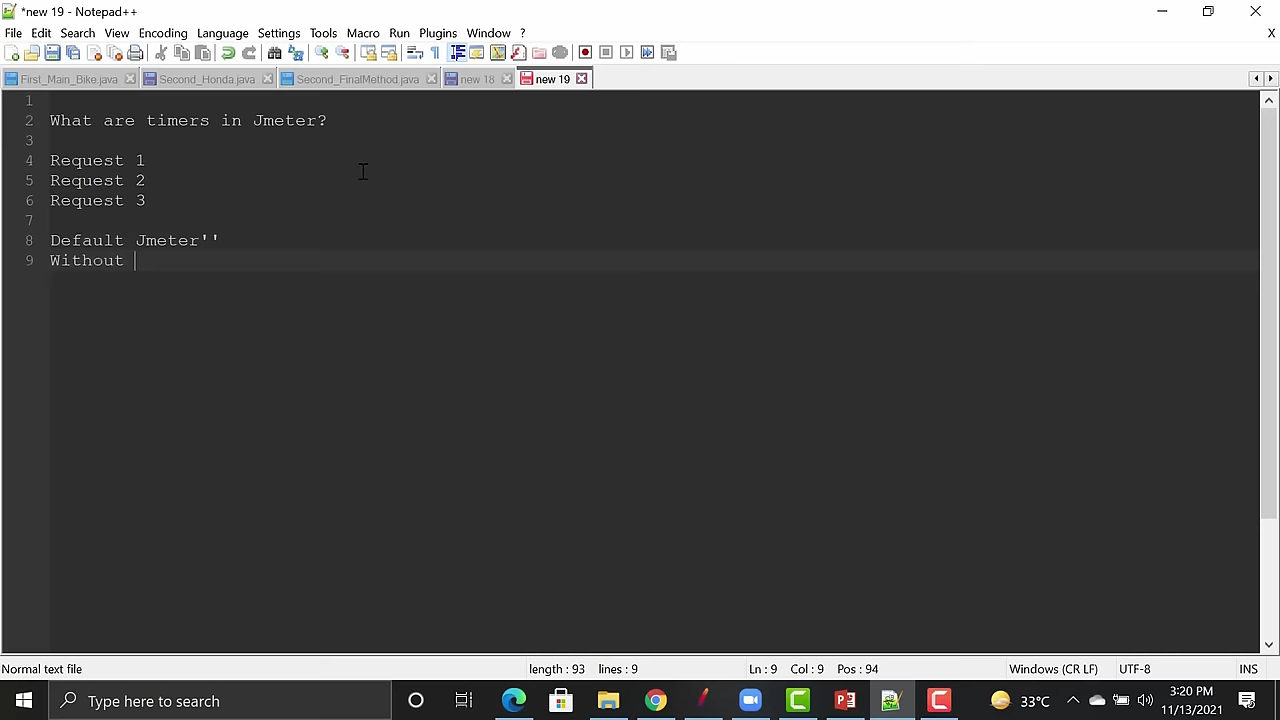 *new 19 - Notepad++
File Edit Search View Encoding Language Settings Tools Macro Run Plugins Window ? X
First_Main_Bike.java Second_Honda.java Second_FinalMethod.java new 18 new 19
1
2 What are timers in Jmeter?
3
4 Request 1
5 Request 2
6 Request 3
7
8 Default Jmeter''
9 Without
Normal text file length : 93 lines : 9 Ln : 9 Col : 9 Pos : 94 Windows (CR LF) UTF-8 INS
Type here to search 33°C 3:20 PM
11/13/2021